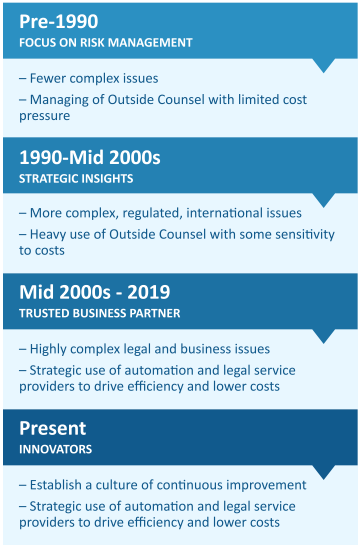 Pre-1990
FOCUS ON RISK MANAGEMENT
– Fewer complex issues
– Managing of Outside Counsel with limited cost
pressure
1990-Mid 2000s
STRATEGIC INSIGHTS
– More complex, regulated, international issues
– Heavy use of Outside Counsel with some sensitivity
to costs
Mid 2000s - 2019
TRUSTED BUSINESS PARTNER
– Highly complex legal and business issues
– Strategic use of automation and legal service
providers to drive efficiency and lower costs
Present
INNOVATORS
– Establish a culture of continuous improvement
– Strategic use of automation and legal service
providers to drive efficiency and lower costs